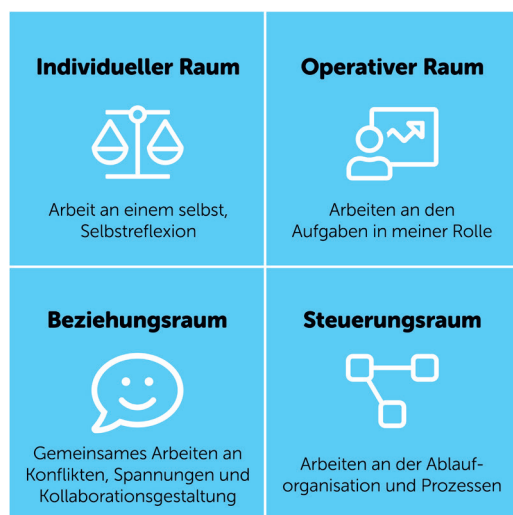 Individueller Raum
Arbeit an einem selbst,
Selbstreflexion
Operativer Raum
Arbeiten an den
Aufgaben in meiner Rolle
Beziehungsraum
Gemeinsames Arbeiten an
Konflikten, Spannungen und
Kollaborationsgestaltung
Steuerungsraum
Arbeiten an der Ablauf-
organisation und Prozessen